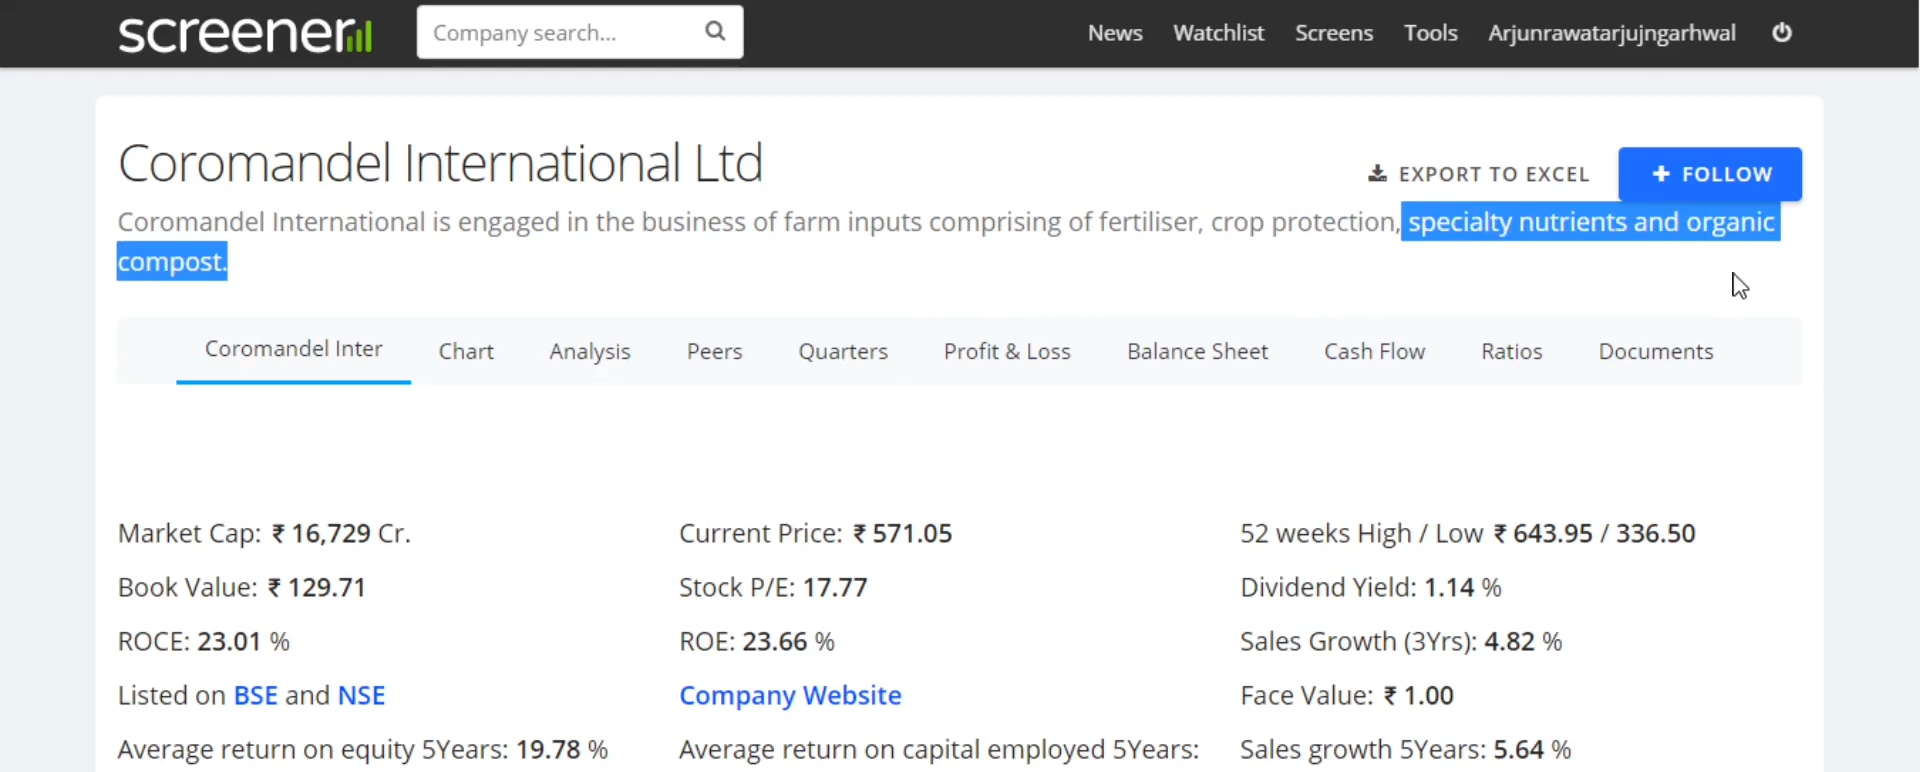 screener
Company search...
News Watchlist Screens Tools Arjunrawatarjujngarhwal
Coromandel International Ltd
EXPORT TO EXCEL
+ FOLLOW
Coromandel International is engaged in the business of farm inputs comprising of fertiliser, crop protection, specialty nutrients and organic
compost.
Coromandel Inter Chart Analysis Peers Quarters Profit & Loss Balance Sheet Cash Flow Ratios Documents
Market Cap: ₹ 16,729 Cr. Current Price: ₹ 571.05 52 weeks High / Low ₹ 643.95 / 336.50
Book Value: ₹ 129.71 Stock P/E: 17.77 Dividend Yield: 1.14 %
ROCE: 23.01 % ROE: 23.66 % Sales Growth (3Yrs): 4.82 %
Listed on BSE and NSE Company Website Face Value: ₹ 1.00
Average return on equity 5Years: 19.78 % Average return on capital employed 5Years: Sales growth 5Years: 5.64 %